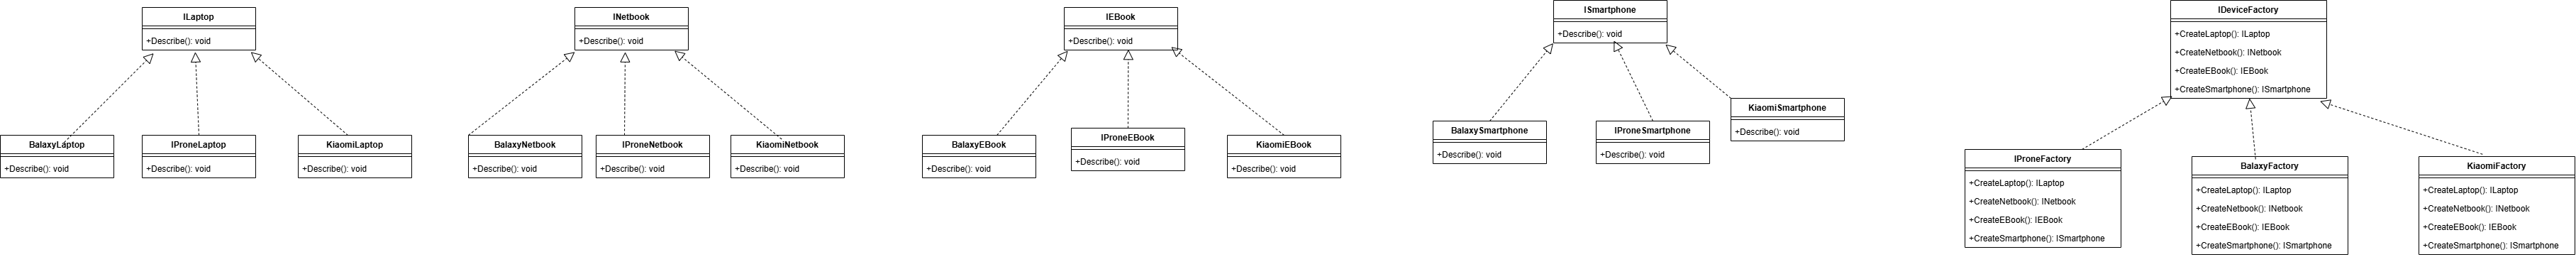 ILaptop
+Describe(): void
BalaxyLaptop
+Describe(): void
IProneLaptop
+Describe(): void
KiaomiLaptop
+Describe(): void
INetbook
+Describe(): void
BalaxyNetbook
+Describe(): void
IProneNetbook
+Describe(): void
KiaomiNetbook
+Describe(): void
IEBook
+Describe(): void
BalaxyEBook
+Describe(): void
IProneEBook
+Describe(): void
KiaomiEBook
+Describe(): void
ISmartphone
+Describe(): void
BalaxySmartphone
+Describe(): void
IProneSmartphone
+Describe(): void
KiaomiSmartphone
+Describe(): void
IDeviceFactory
+CreateLaptop(): ILaptop
+CreateNetbook(): INetbook
+CreateEBook(): IEBook
+CreateSmartphone(): ISmartphone
IProneFactory
+CreateLaptop(): ILaptop
+CreateNetbook(): INetbook
+CreateEBook(): IEBook
+CreateSmartphone(): ISmartphone
BalaxyFactory
+CreateLaptop(): ILaptop
+CreateNetbook(): INetbook
+CreateEBook(): IEBook
+CreateSmartphone(): ISmartphone
KiaomiFactory
+CreateLaptop(): ILaptop
+CreateNetbook(): INetbook
+CreateEBook(): IEBook
+CreateSmartphone(): ISmartphone